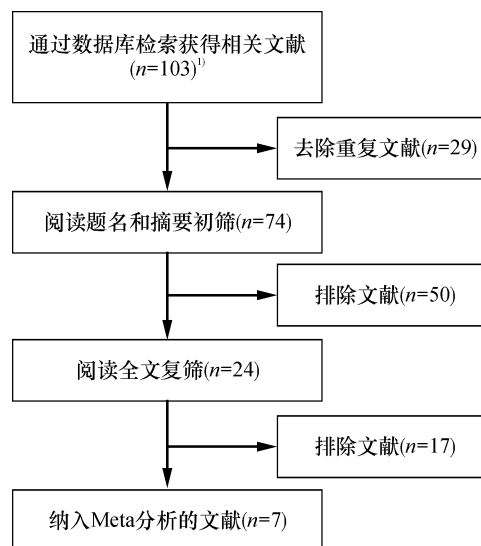 通过数据库检索获得相关文献
(n=103)1)
去除重复文献(n=29)
阅读题名和摘要初筛(n=74)
排除文献(n=50)
阅读全文复筛(n=24)
排除文献(n=17)
纳入Meta分析的文献(n=7)